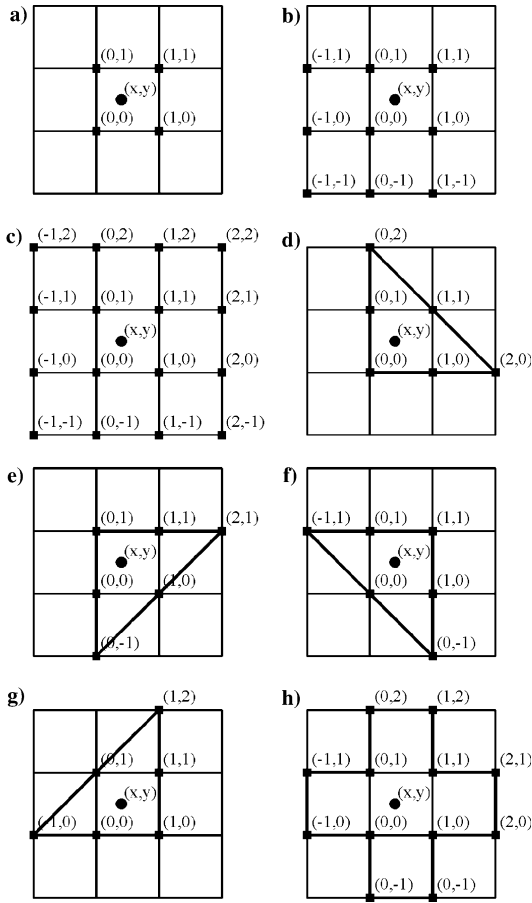 a) b)
(0,1) (1,1) (-1,1) (0,1) (1,1)
(x,y) (x,y)
(0,0) (1,0) (-1,0) (0,0) (1,0)
(-1,-1) (0,-1) (1,-1)
c) (-1,2) (0,2) (1,2) (2,2) d) (0,2)
(-1,1) (0,1) (1,1) (2,1) (0,1) (1,1)
(x,y) (x,y)
(-1,0) (0,0) (1,0) (2,0) (0,0) (1,0) (2,0)
(-1,-1) (0,-1) (1,-1) (2,-1)
e) f)
(0,1) (1,1) (2,1) (-1,1) (0,1) (1,1)
(x,y) (x,y)
(0,0) (1,0) (0,0) (1,0)
(0,-1) (0,-1)
g) (1,2) h) (0,2) (1,2)
(0,1) (1,1) (-1,1) (0,1) (1,1) (2,1)
(x,y) (x,y)
(-1,0) (0,0) (1,0) (-1,0) (0,0) (1,0) (2,0)
(0,-1) (0,-1)